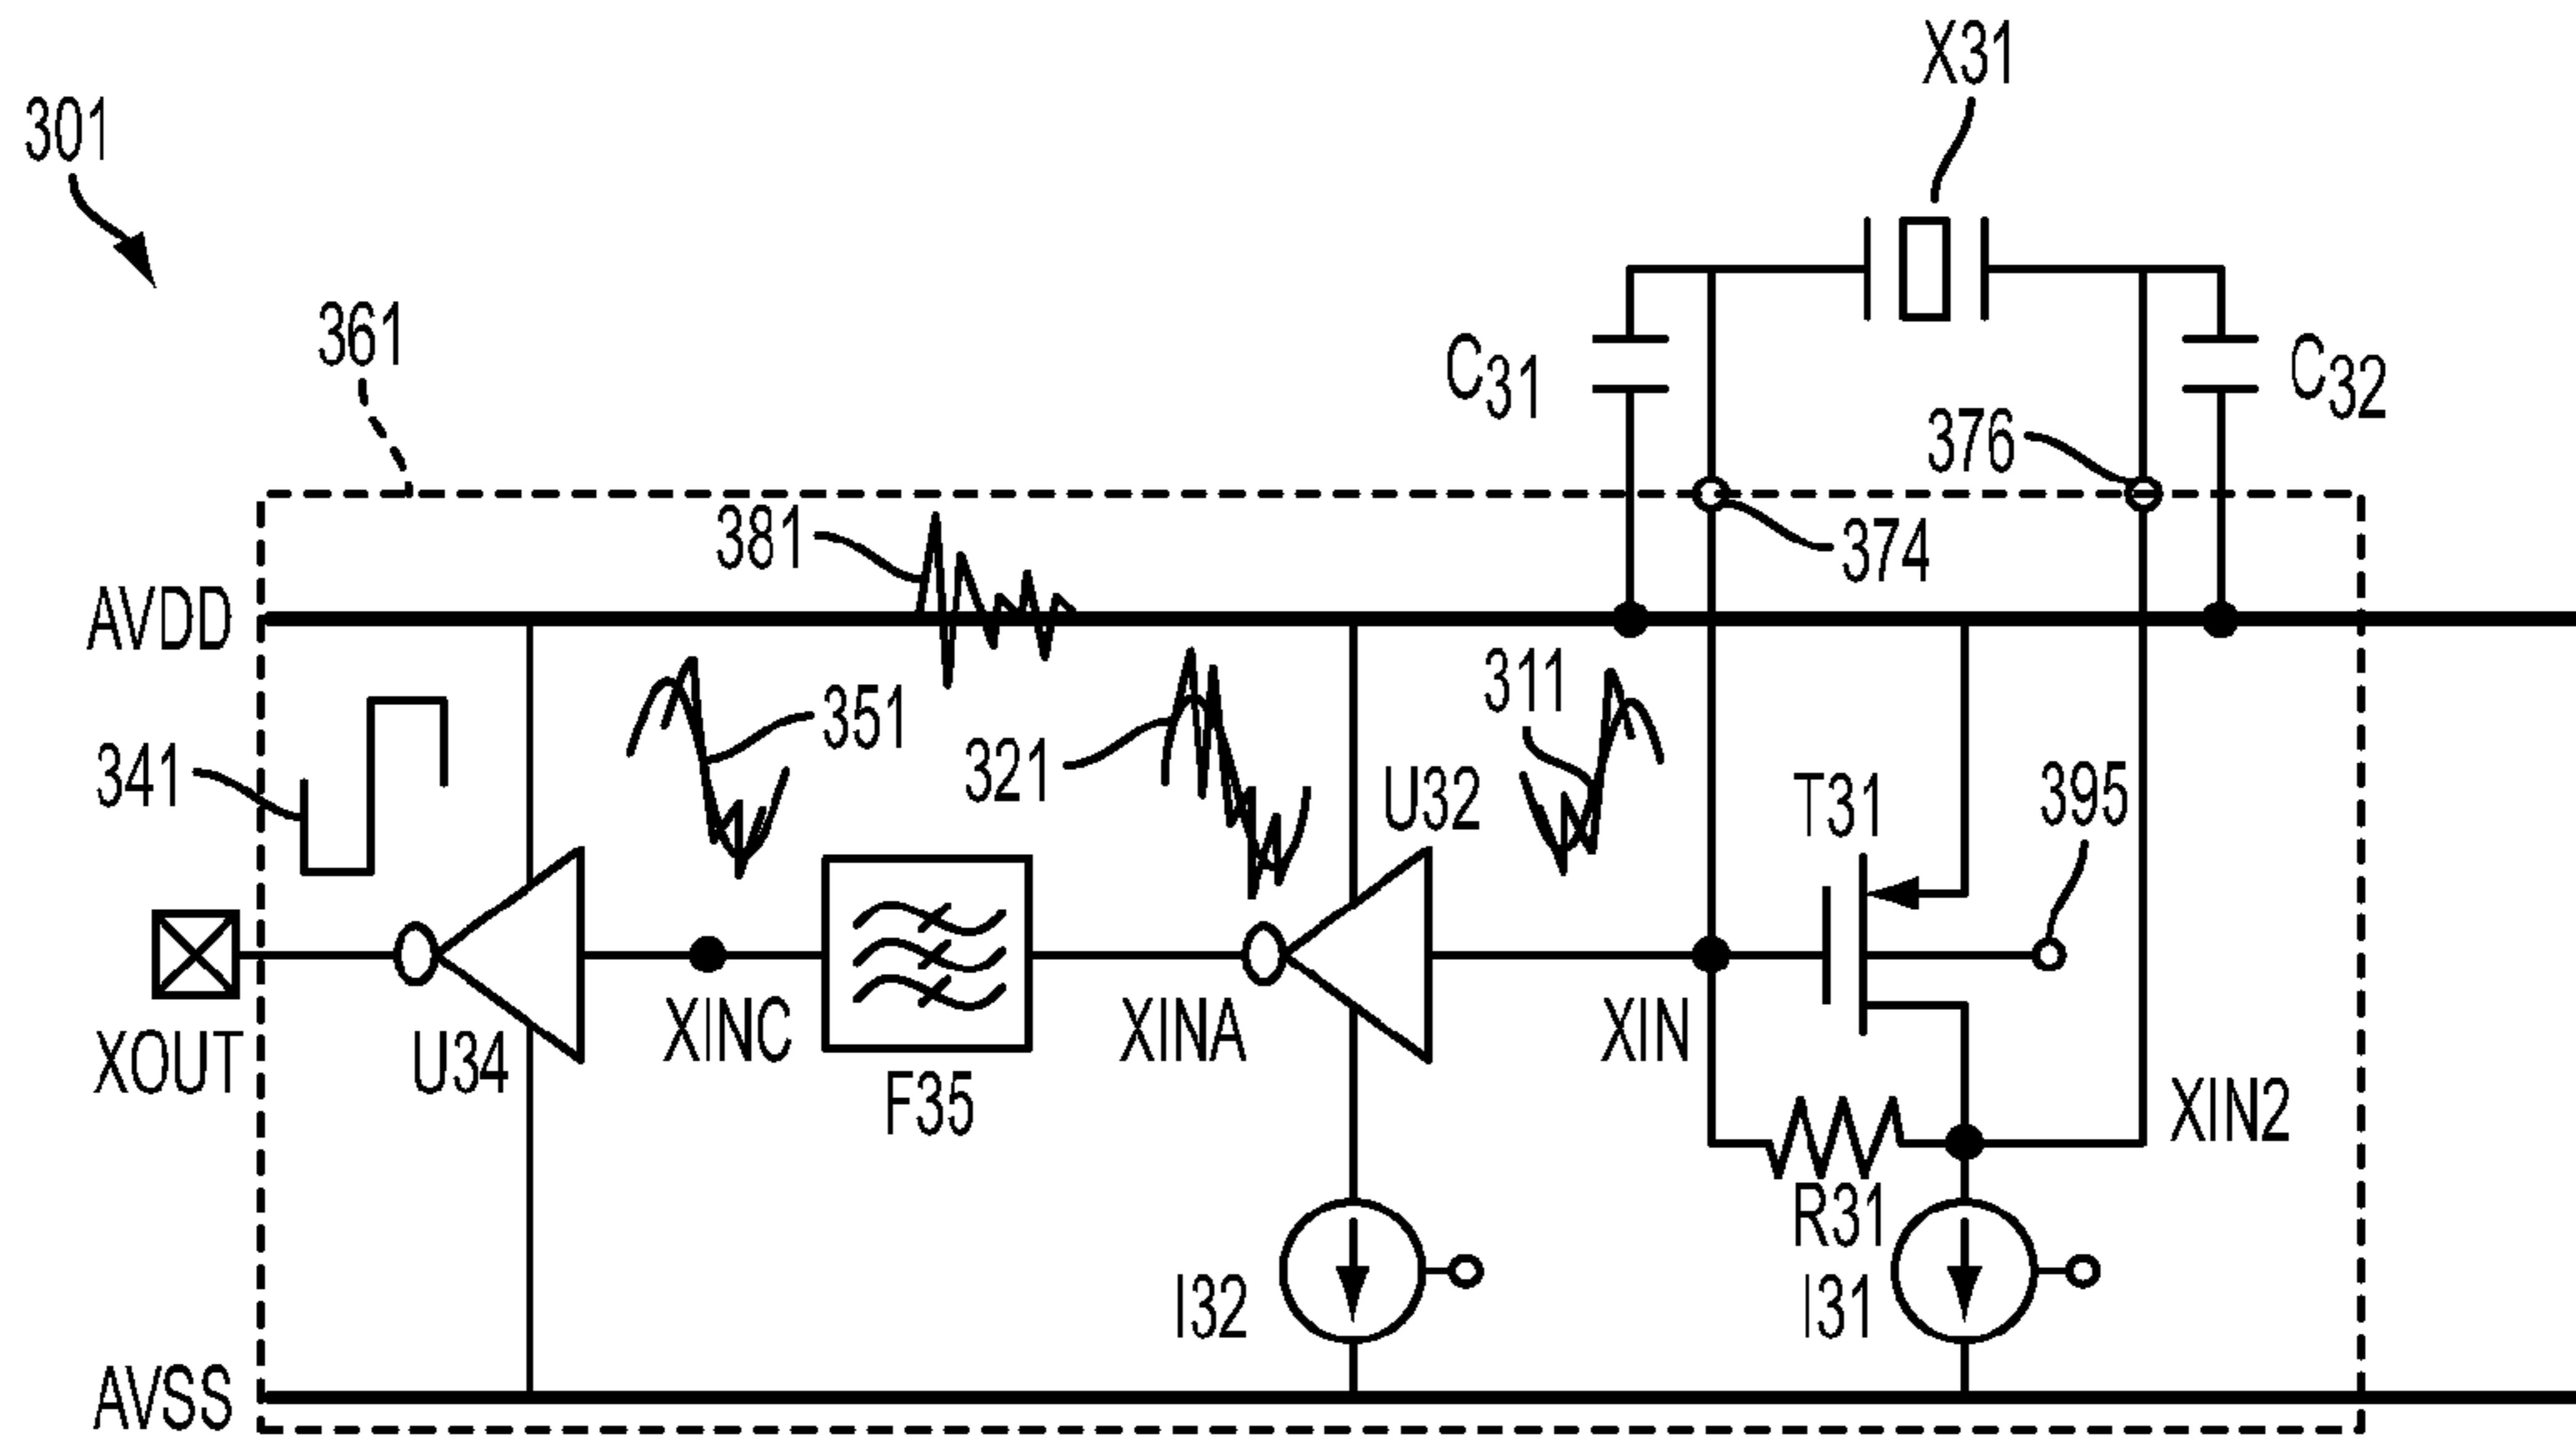 X31
301
361
C31
C32
376
374
381
AVDD
351
311
321
341
U32
T31
395
XOUT
U34
XINC
F35
XINA
XIN
XIN2
R31
I32
I31
AVSS